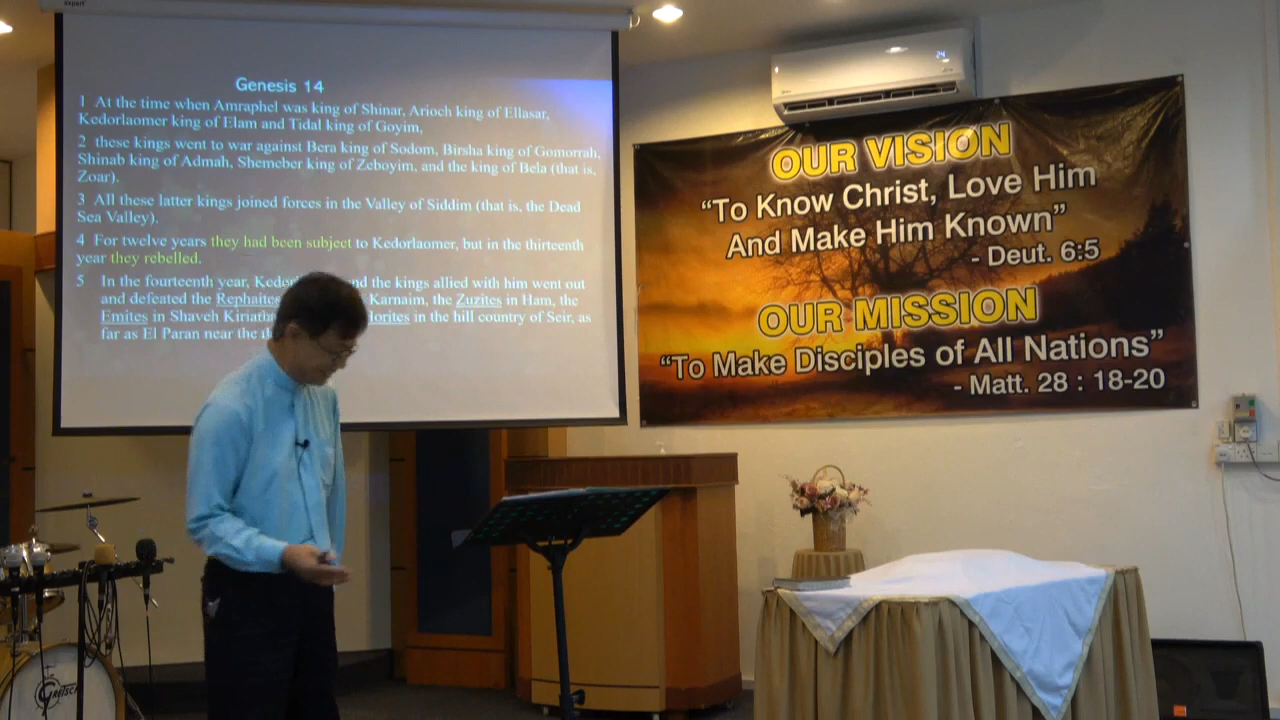 Genesis 14
1 At the time when Amraphel was king of Shinar, Arioch king of Ellasar,
Kedorlaomer king of Elam and Tidal king of Goyim,
2 these kings went to war against Bera king of Sodom, Birsha king of Gomorrah,
Shinab king of Admah, Shemeber king of Zeboyim, and the king of Bela (that is,
Zoar).
3 All these latter kings joined forces in the Valley of Siddim (that is, the Dead
Sea Valley).
4 For twelve years they had been subject to Kedorlaomer, but in the thirteenth
year they rebelled.
5 In the fourteenth year, nd the kings allied with him went out
and defeated the Rephaites Karnaim, the Zuzites in Ham, the
Emites in Shaveh Horites in the hill country of Seir, as
far as El Paran near the
OUR VISION
"To Know Christ, Love Him
And Make Him Known"
- Deut. 6:5
OUR MISSION
"To Make Disciples of All Nations"
- Matt. 28 : 18-20
24
GRETSCH